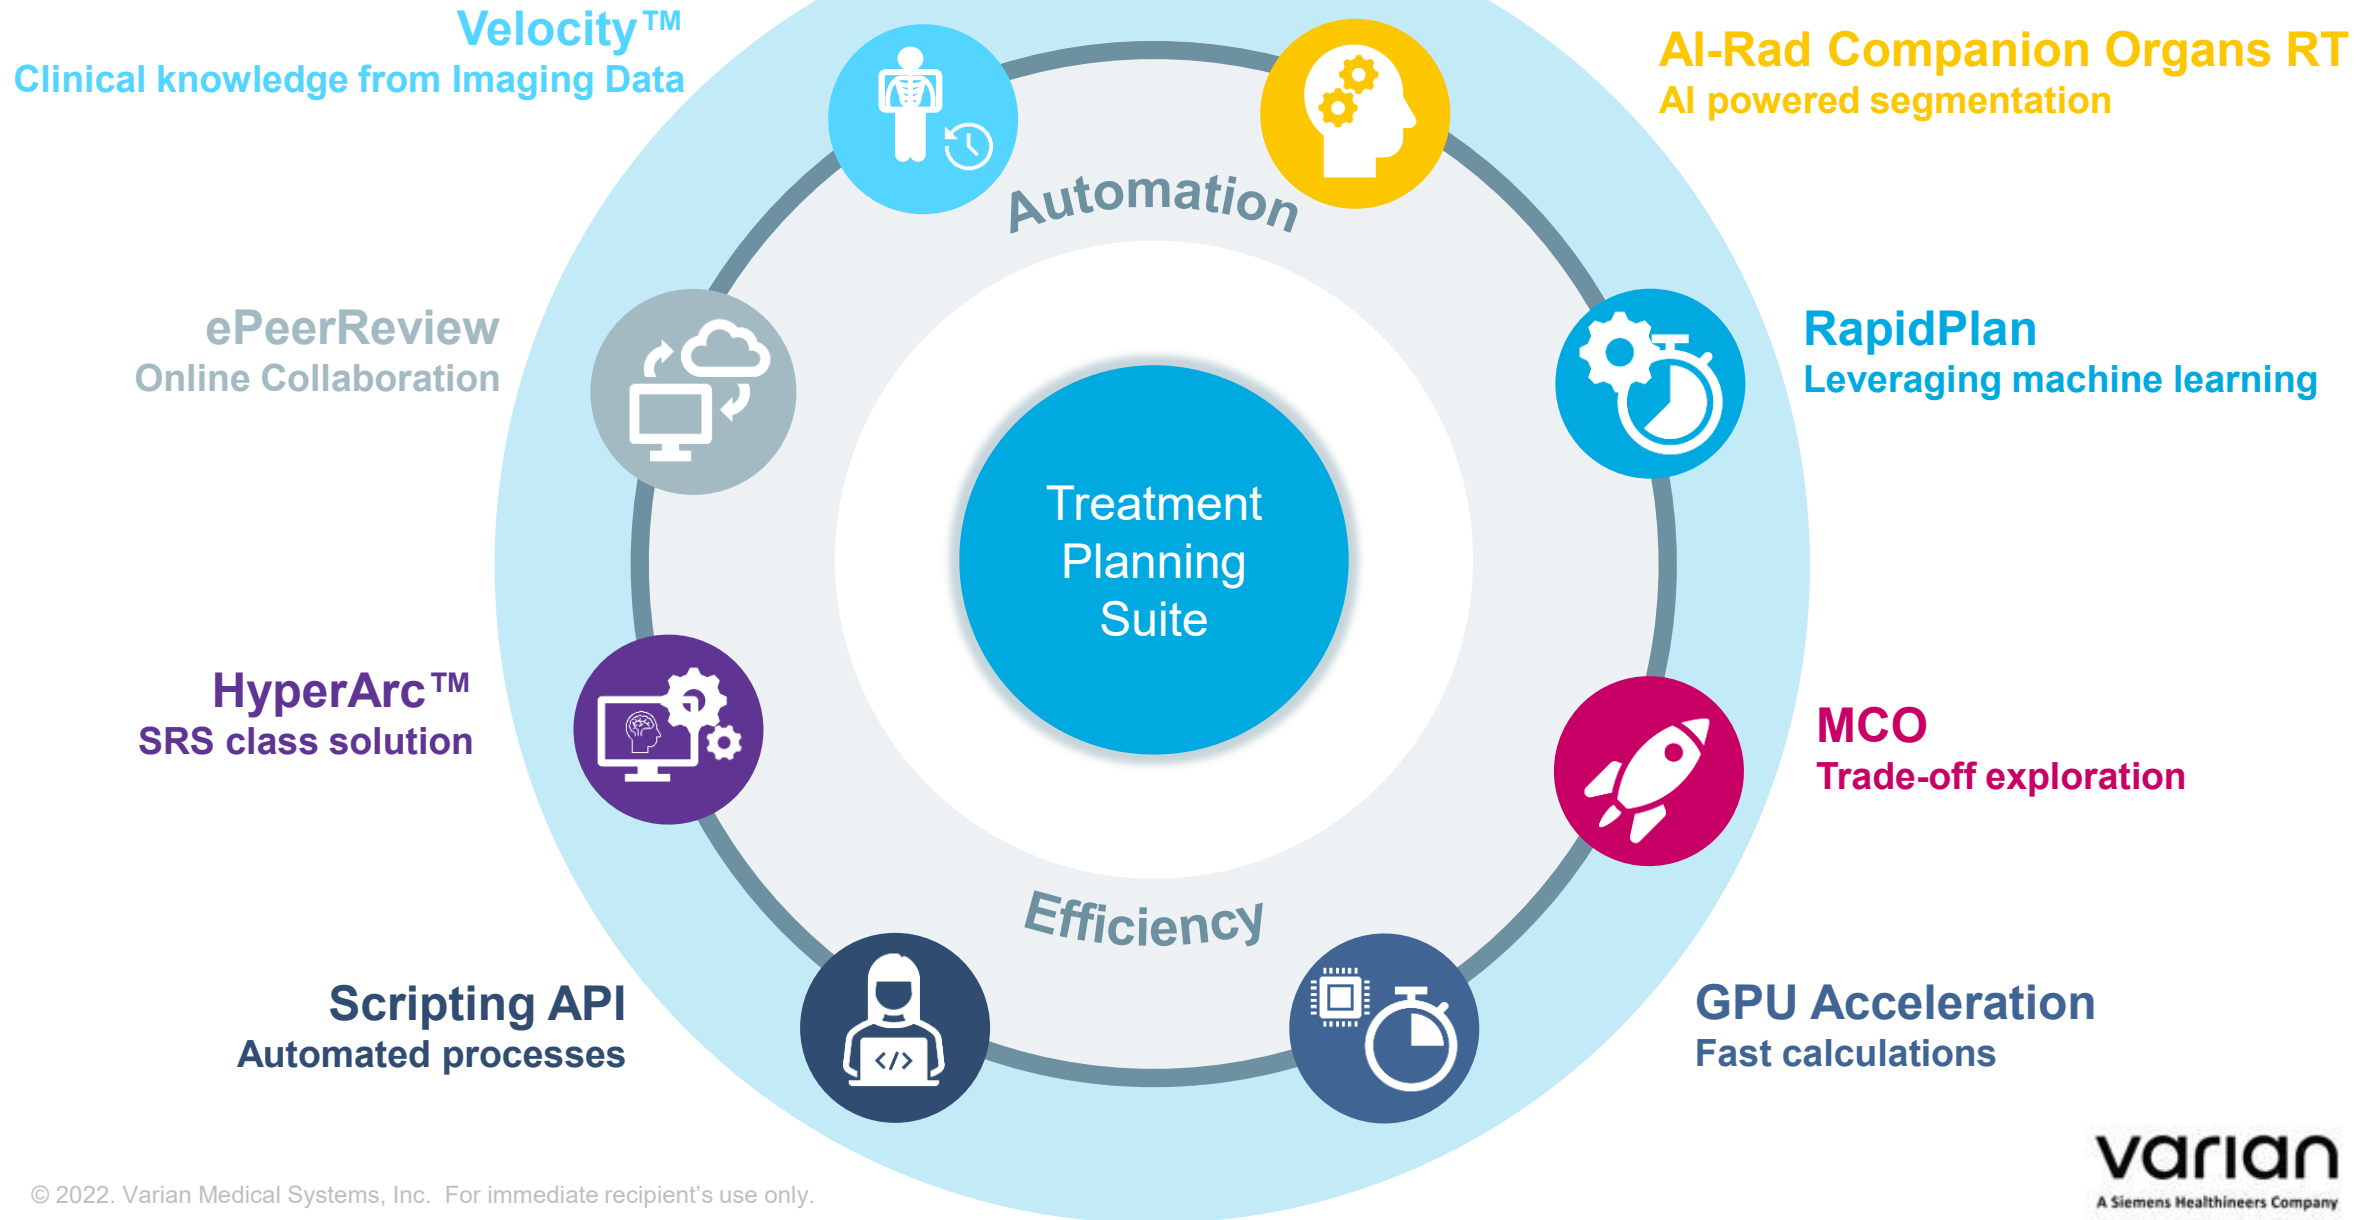 Velocity™
Clinical knowledge from Imaging Data
AI-Rad Companion Organs RT
AI powered segmentation
Automation
ePeerReview
Online Collaboration
RapidPlan
Leveraging machine learning
Treatment
Planning
Suite
HyperArc™
SRS class solution
MCO
Trade-off exploration
Efficiency
Scripting API
Automated processes
</>
GPU Acceleration
Fast calculations
varian
A Siemens Healthineers Company
© 2022. Varian Medical Systems, Inc.  For immediate recipient's use only.